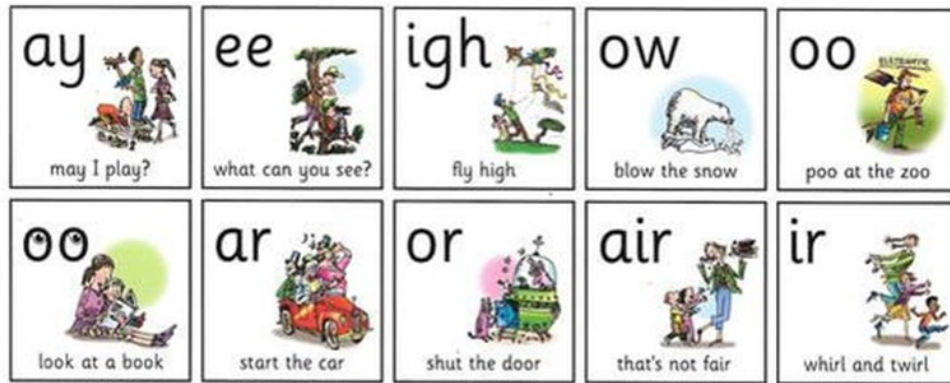 ay
may I play?
ee
what can you see?
igh
fly high
ow
blow the snow
oo
poo at the zoo
oo
look at a book
ar
start the car
or
shut the door
air
that's not fair
ir
whirl and twirl